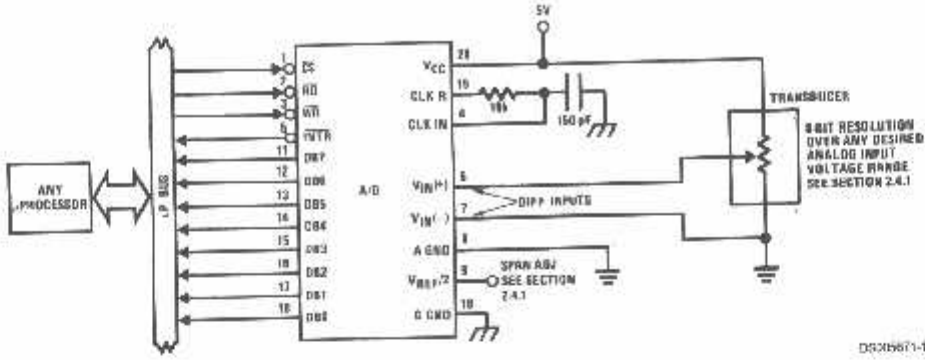 5V
1
CS
VCC
20
2
RD
CLK R
19
10k
3
WR
CLK IN
4
150 pF
TRANSDUCER
5
INTR
8-BIT RESOLUTION
OVER ANY DESIRED
ANALOG INPUT
VOLTAGE RANGE
SEE SECTION 2.4.1
11
DB7
12
DB6
A/D
VIN(+)
6
ANY
µPROCESSOR
µP BUS
13
DB5
DIFF INPUTS
14
DB4
VIN(-)
7
15
DB3
A GND
8
16
DB2
VREF/2
9
SPAN ADJ
SEE SECTION
2.4.1
17
DB1
18
DB0
D GND
10
DS005671-1